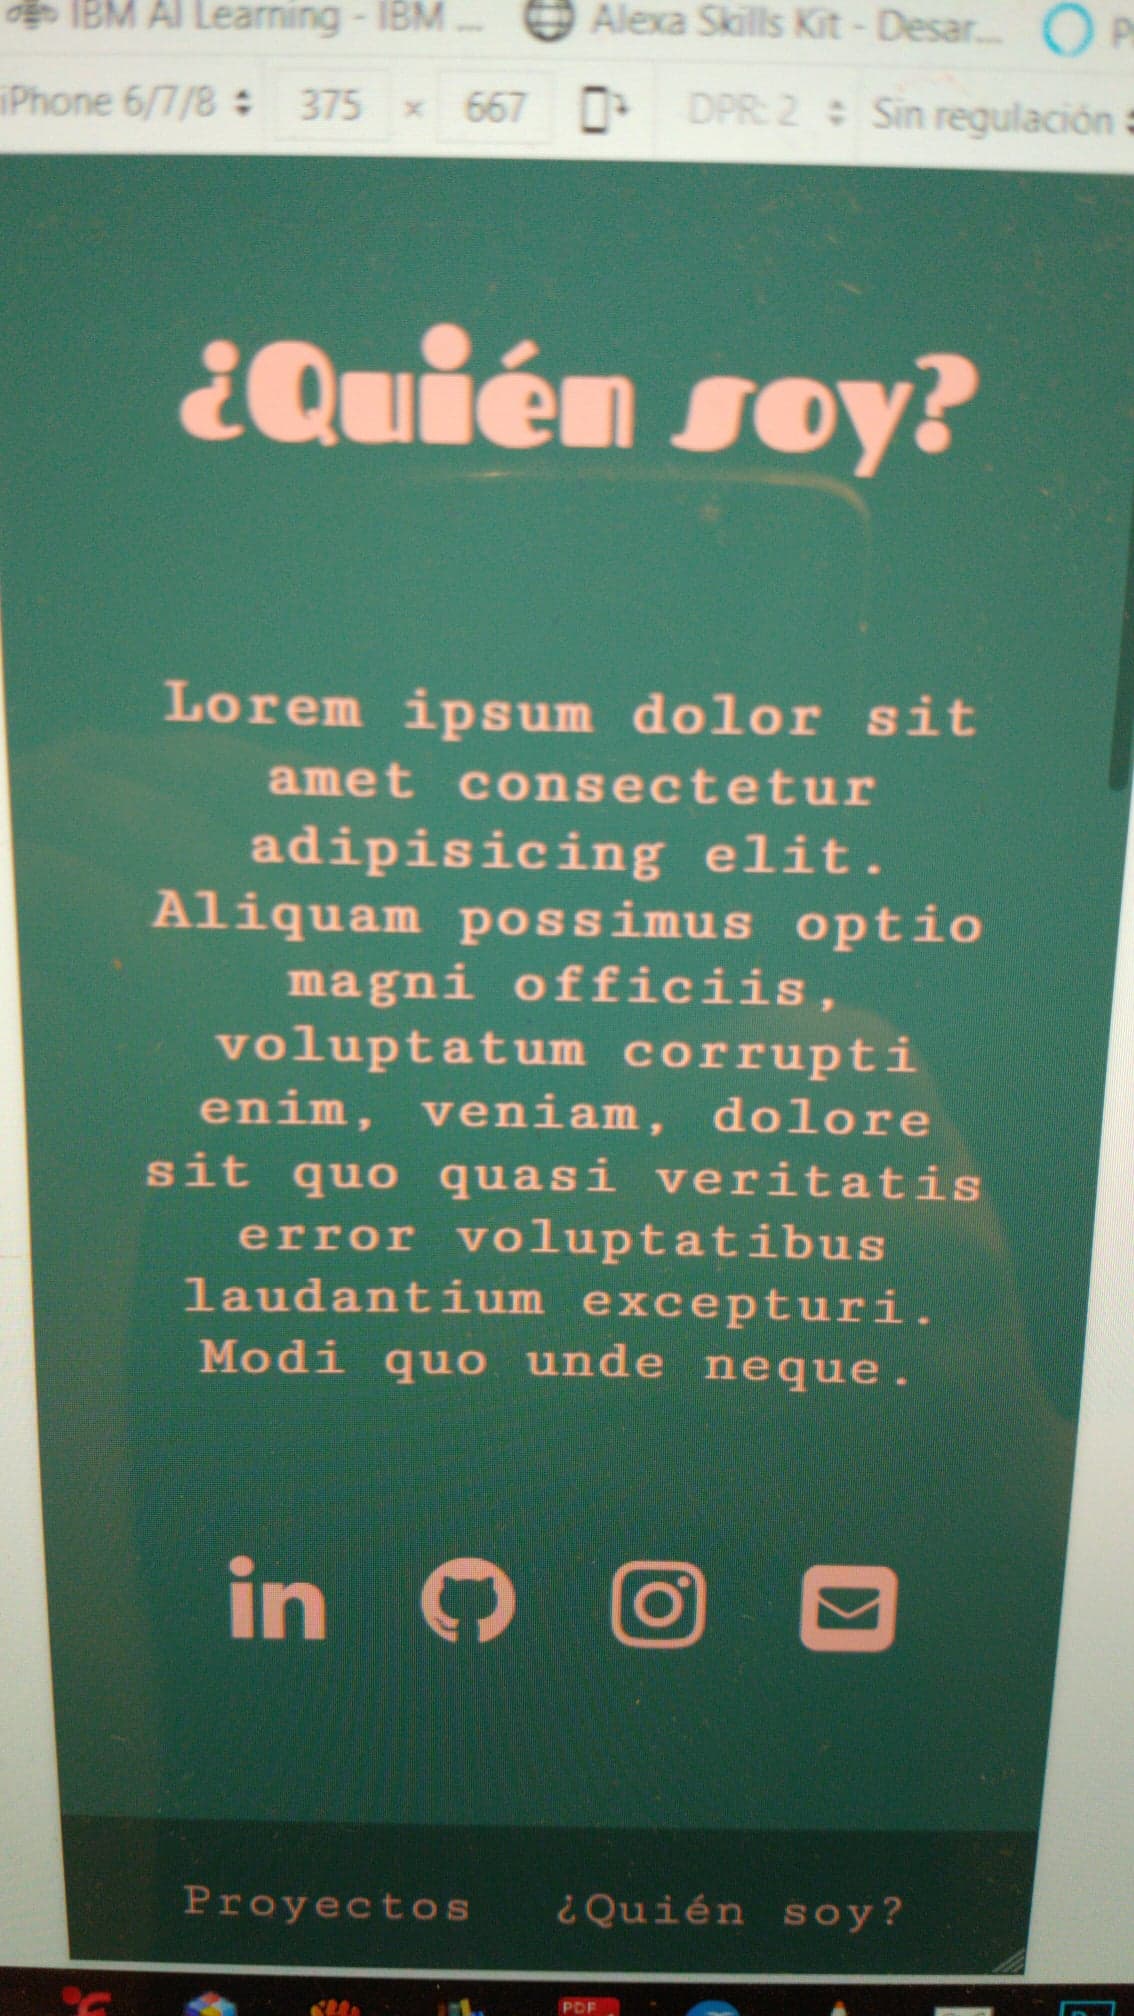 IBM AI Learning - IBM ...
Alexa Skills Kit - Desar...
iPhone 6/7/8
375 × 667
DPR: 2
Sin regulación
¿Quién soy?
Lorem ipsum dolor sit
amet consectetur
adipisicing elit.
Aliquam possimus optio
magni officiis,
voluptatum corrupti
enim, veniam, dolore
sit quo quasi veritatis
error voluptatibus
laudantium excepturi.
Modi quo unde neque.
in
Proyectos
¿Quién soy?
PDF